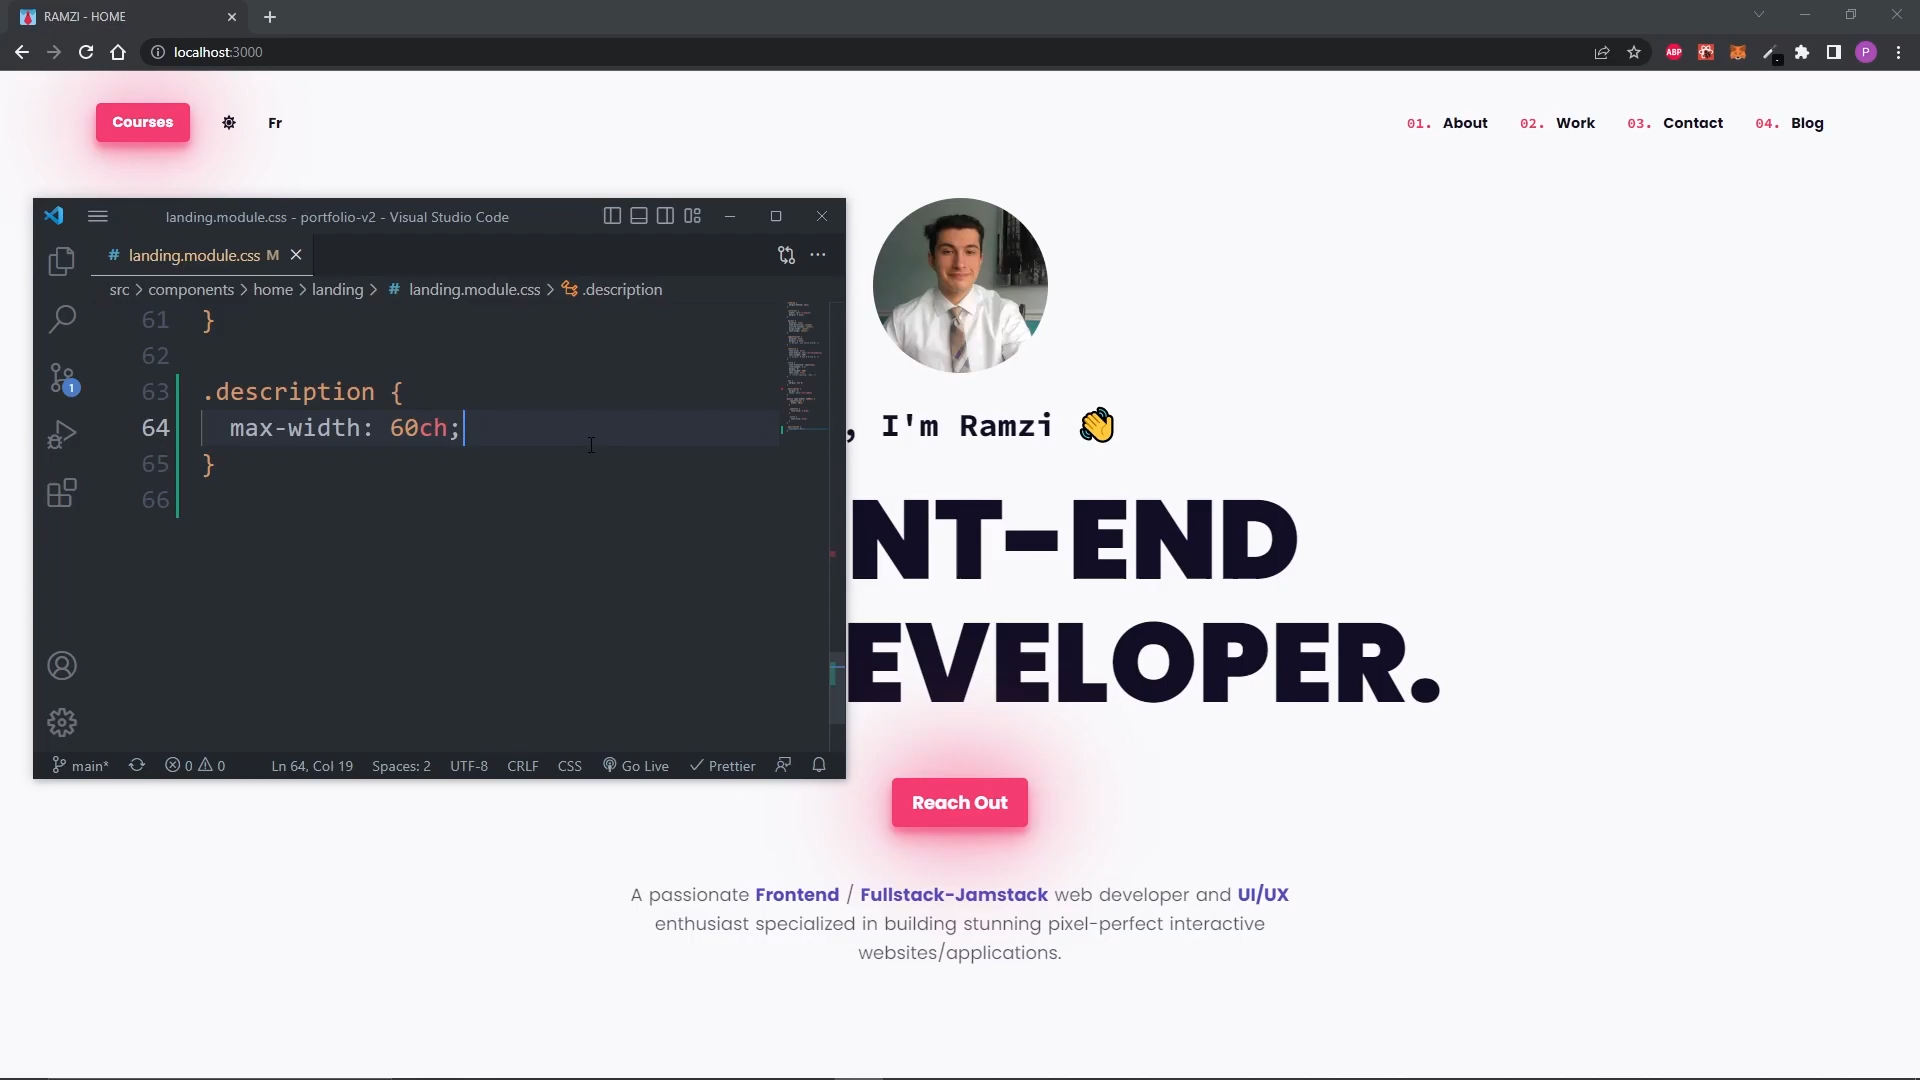 RAMZI - HOME
localhost:3000
ABP
P
Courses
Fr
01. About
02. Work
03. Contact
04. Blog
landing.module.css - portfolio-v2 - Visual Studio Code
# landing.module.css M
src > components > home > landing > # landing.module.css > .description
61 }
62
63 .description {
64 max-width: 60ch;
65 }
66
1
main* 0 0 Ln 64, Col 19 Spaces: 2 UTF-8 CRLF CSS Go Live Prettier
, I'm Ramzi 👋
NT-END
EVELOPER.
Reach Out
A passionate Frontend / Fullstack-Jamstack web developer and UI/UX
enthusiast specialized in building stunning pixel-perfect interactive
websites/applications.